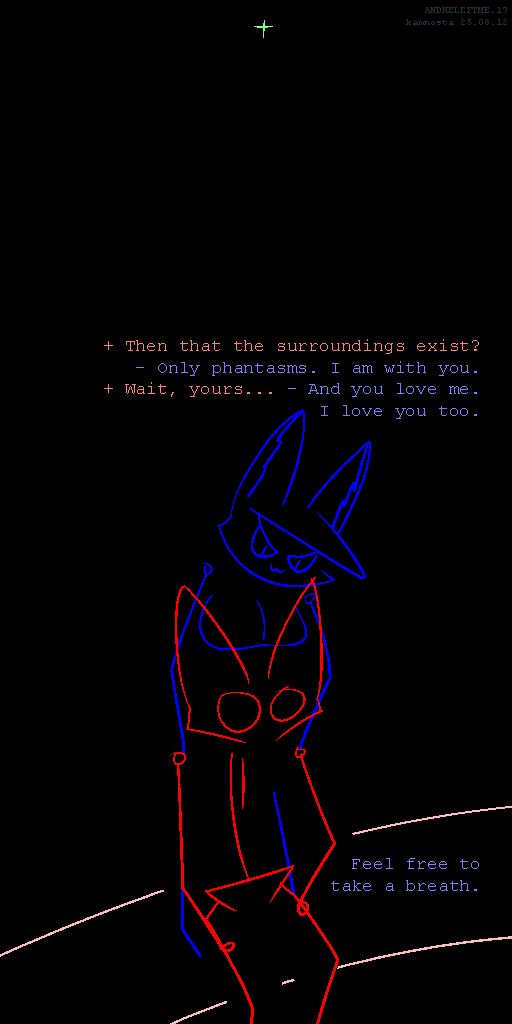 ANDHELEFTME.17
kamnosta 25.08.12
+ Then that the surroundings exist?
- Only phantasms. I am with you.
+ Wait, yours... - And you love me.
I love you too.
Feel free to
take a breath.